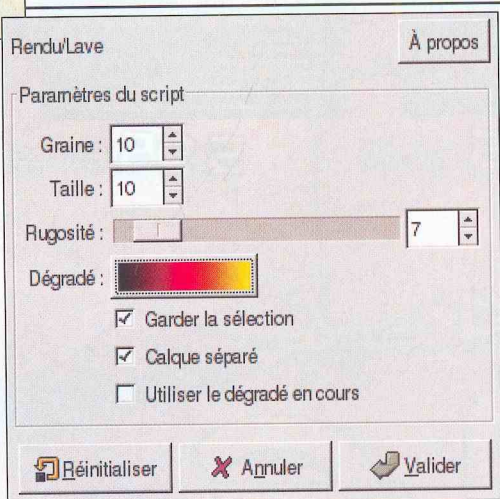 Rendu/Lave
À propos
Paramètres du script
Graine : 10
Taille : 10
Rugosité : 7
Dégradé :
Garder la sélection
Calque séparé
Utiliser le dégradé en cours
Réinitialiser
Annuler
Valider